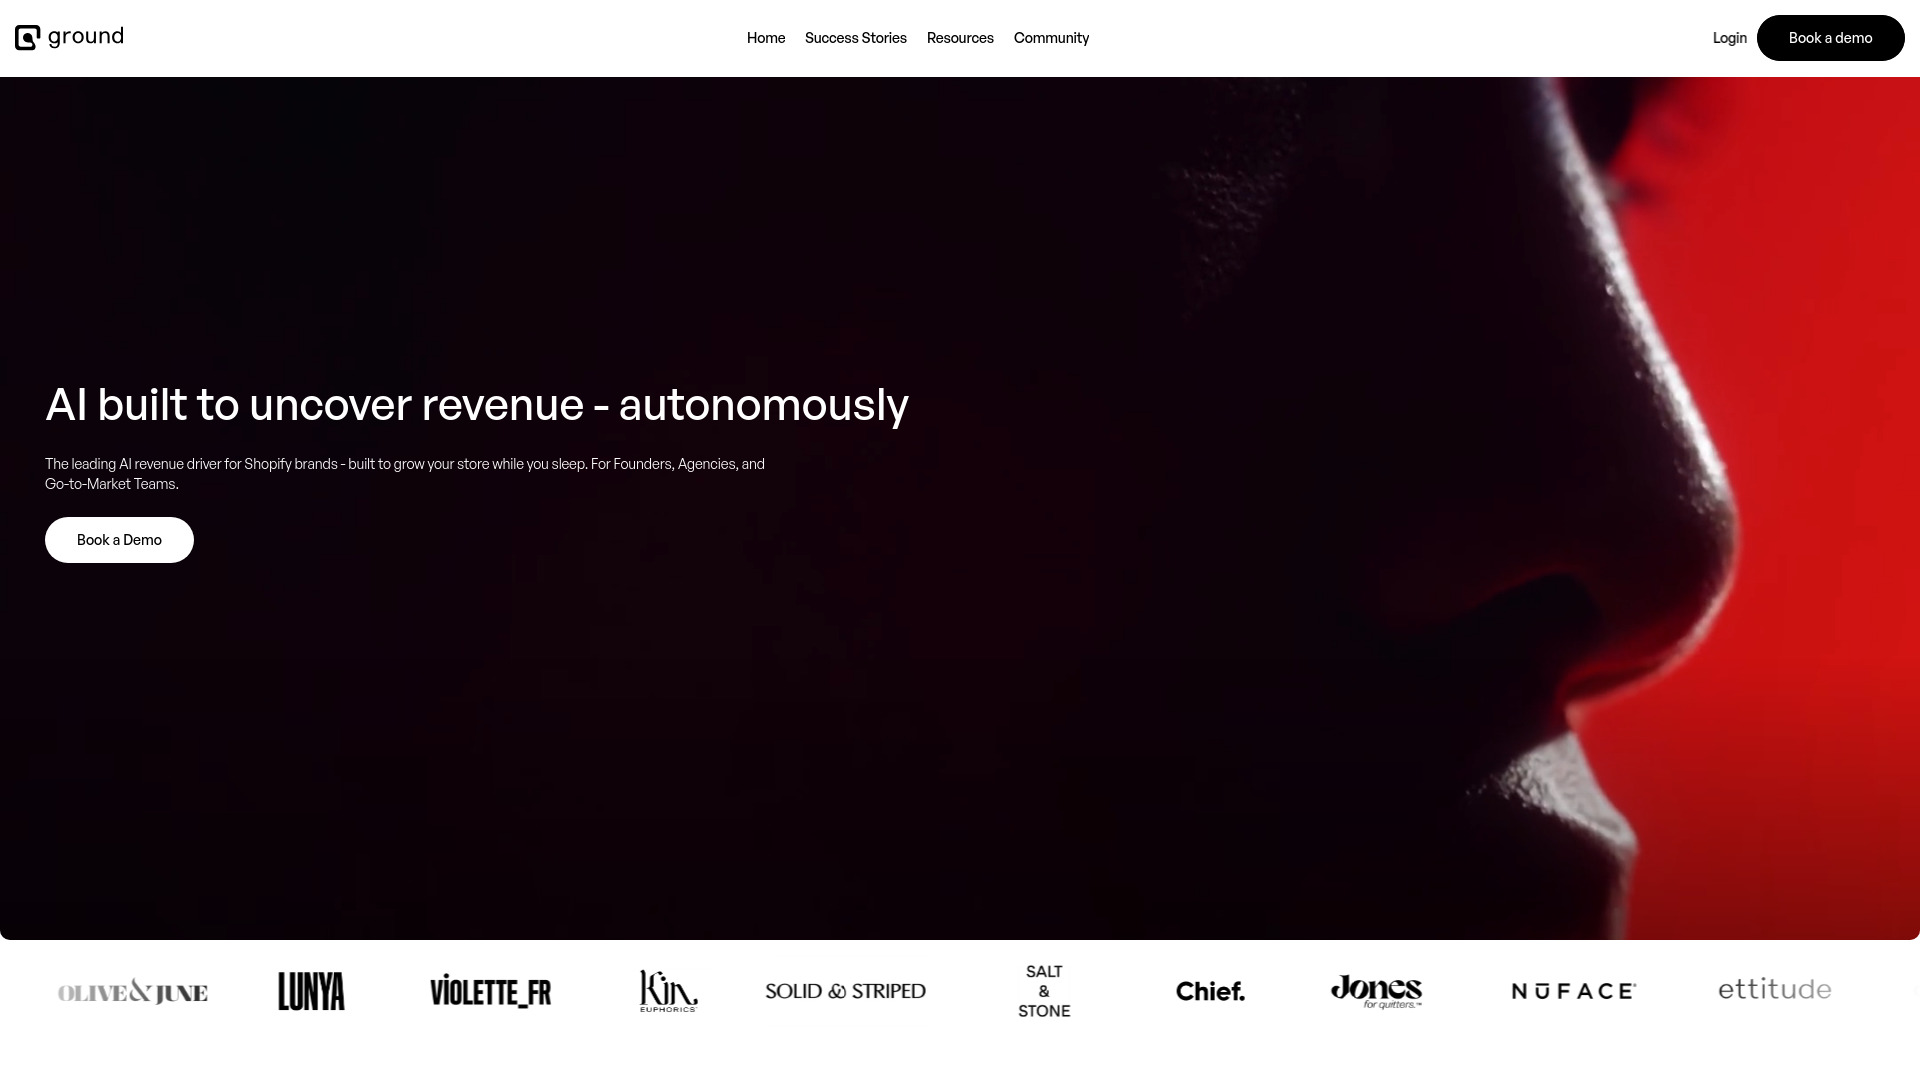 ground
Home
Success Stories
Resources
Community
Login
Book a demo
AI built to uncover revenue - autonomously
The leading AI revenue driver for Shopify brands - built to grow your store while you sleep. For Founders, Agencies, and
Go-to-Market Teams.
Book a Demo
OLIVE & JUNE
LUNYA
VIOLETTE_FR
Kin
EUPHORICS
SOLID & STRIPED
SALT
&
STONE
Chief.
Jones
for quitters.™
NŪFACE®
ettitude